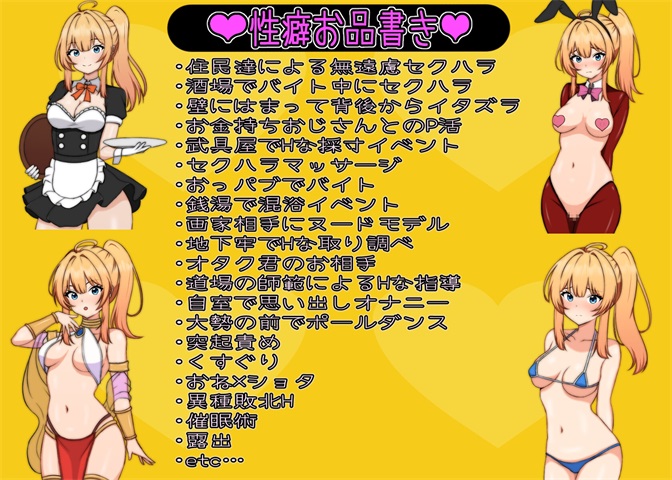 ♥性癖お品書き♥
・住民達による無遠慮セクハラ
・酒場でバイト中にセクハラ
・壁にはまって背後からイタズラ
・お金持ちおじさんとのP活
・武具屋でHな採寸イベント
・セクハラマッサージ
・おっパブでバイト
・銭湯で混浴イベント
・画家相手にヌードモデル
・地下牢でHな取り調べ
・オタク君のお相手
・道場の師範によるHな指導
・自室で思い出しオナニー
・大勢の前でポールダンス
・突起責め
・くすぐり
・おね×ショタ
・異種敗北H
・催眠術
・露出
・etc…